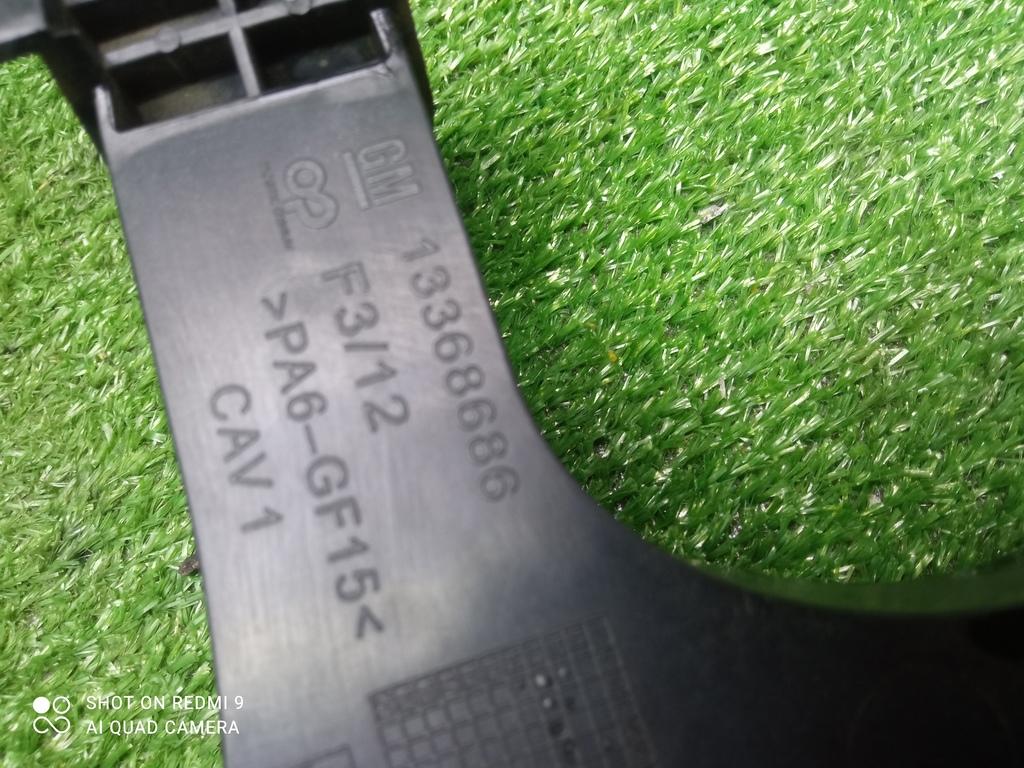 GM
13368686
F3/12
>PA6-GF15<
CAV 1
SHOT ON REDMI 9
AI QUAD CAMERA